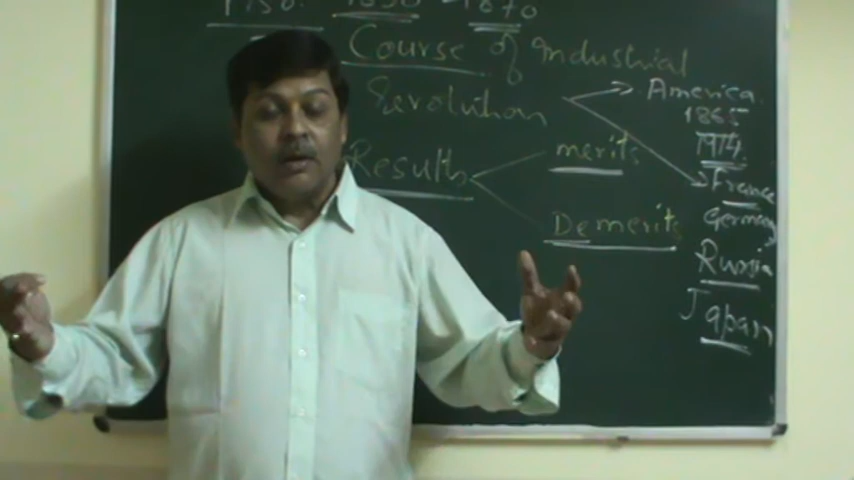 1850 - 1870
Course of Industrial
Revolution
America
1865
1914
Results
merits
France
Demerits
Germany
Russia
Japan